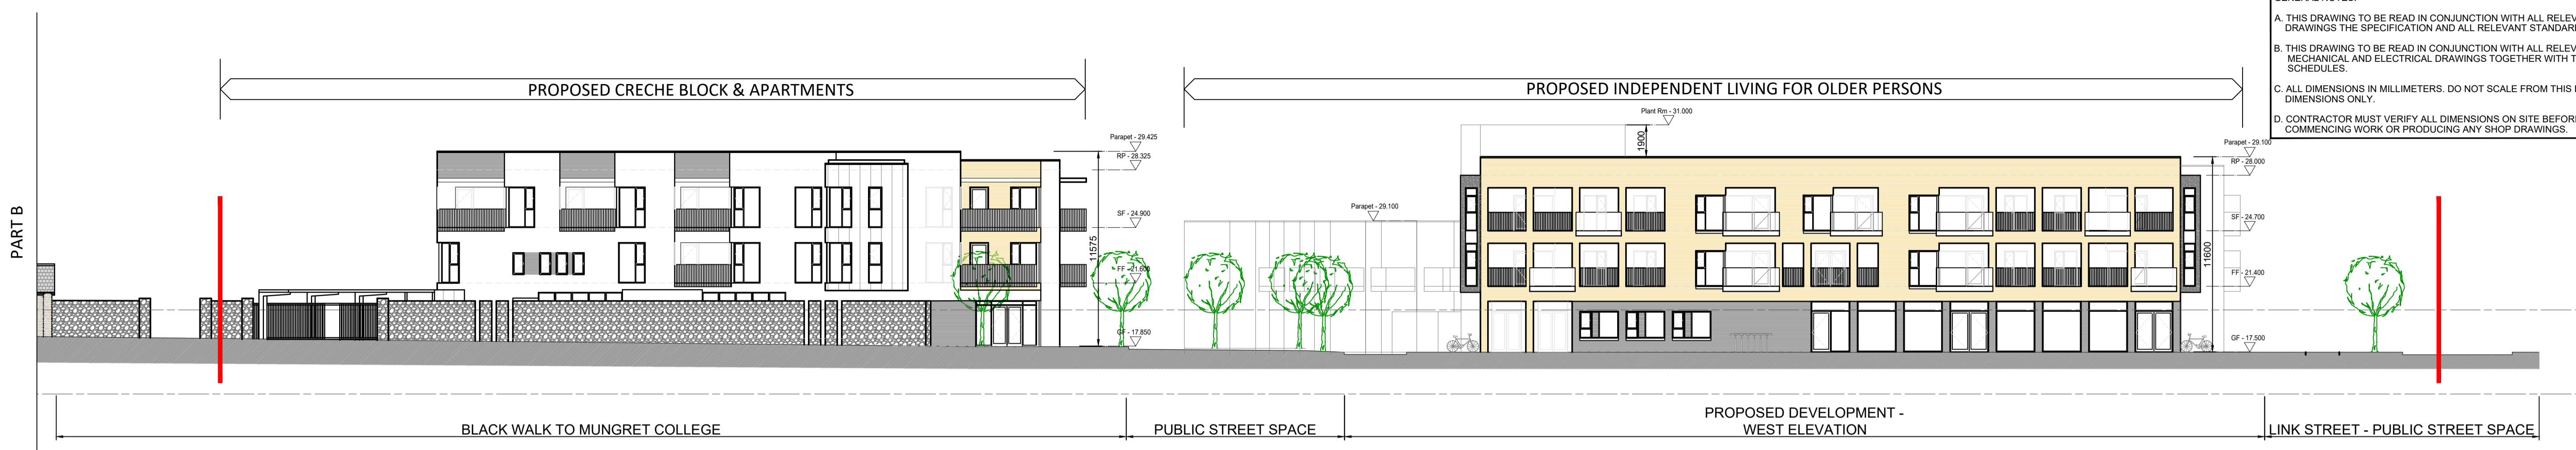 PART B
PROPOSED CRECHE BLOCK & APARTMENTS
Parapet - 29.425
RP - 28.325
SF - 24.900
11575
FF - 21.600
GF - 17.850
PROPOSED INDEPENDENT LIVING FOR OLDER PERSONS
Plant Rm - 31.000
1900
Parapet - 29.100
Parapet - 29.100
RP - 28.000
SF - 24.700
11600
FF - 21.400
GF - 17.500
A. THIS DRAWING TO BE READ IN CONJUNCTION WITH ALL
DRAWINGS THE SPECIFICATION AND ALL RELEVANT
B. THIS DRAWING TO BE READ IN CONJUNCTION WITH ALL
MECHANICAL AND ELECTRICAL DRAWINGS TOGETHER WITH
SCHEDULES.
C. ALL DIMENSIONS IN MILLIMETERS. DO NOT SCALE FROM THIS
DIMENSIONS ONLY.
D. CONTRACTOR MUST VERIFY ALL DIMENSIONS ON SITE
COMMENCING WORK OR PRODUCING ANY SHOP DRAWINGS.
BLACK WALK TO MUNGRET COLLEGE
PUBLIC STREET SPACE
PROPOSED DEVELOPMENT -
WEST ELEVATION
LINK STREET - PUBLIC STREET SPACE